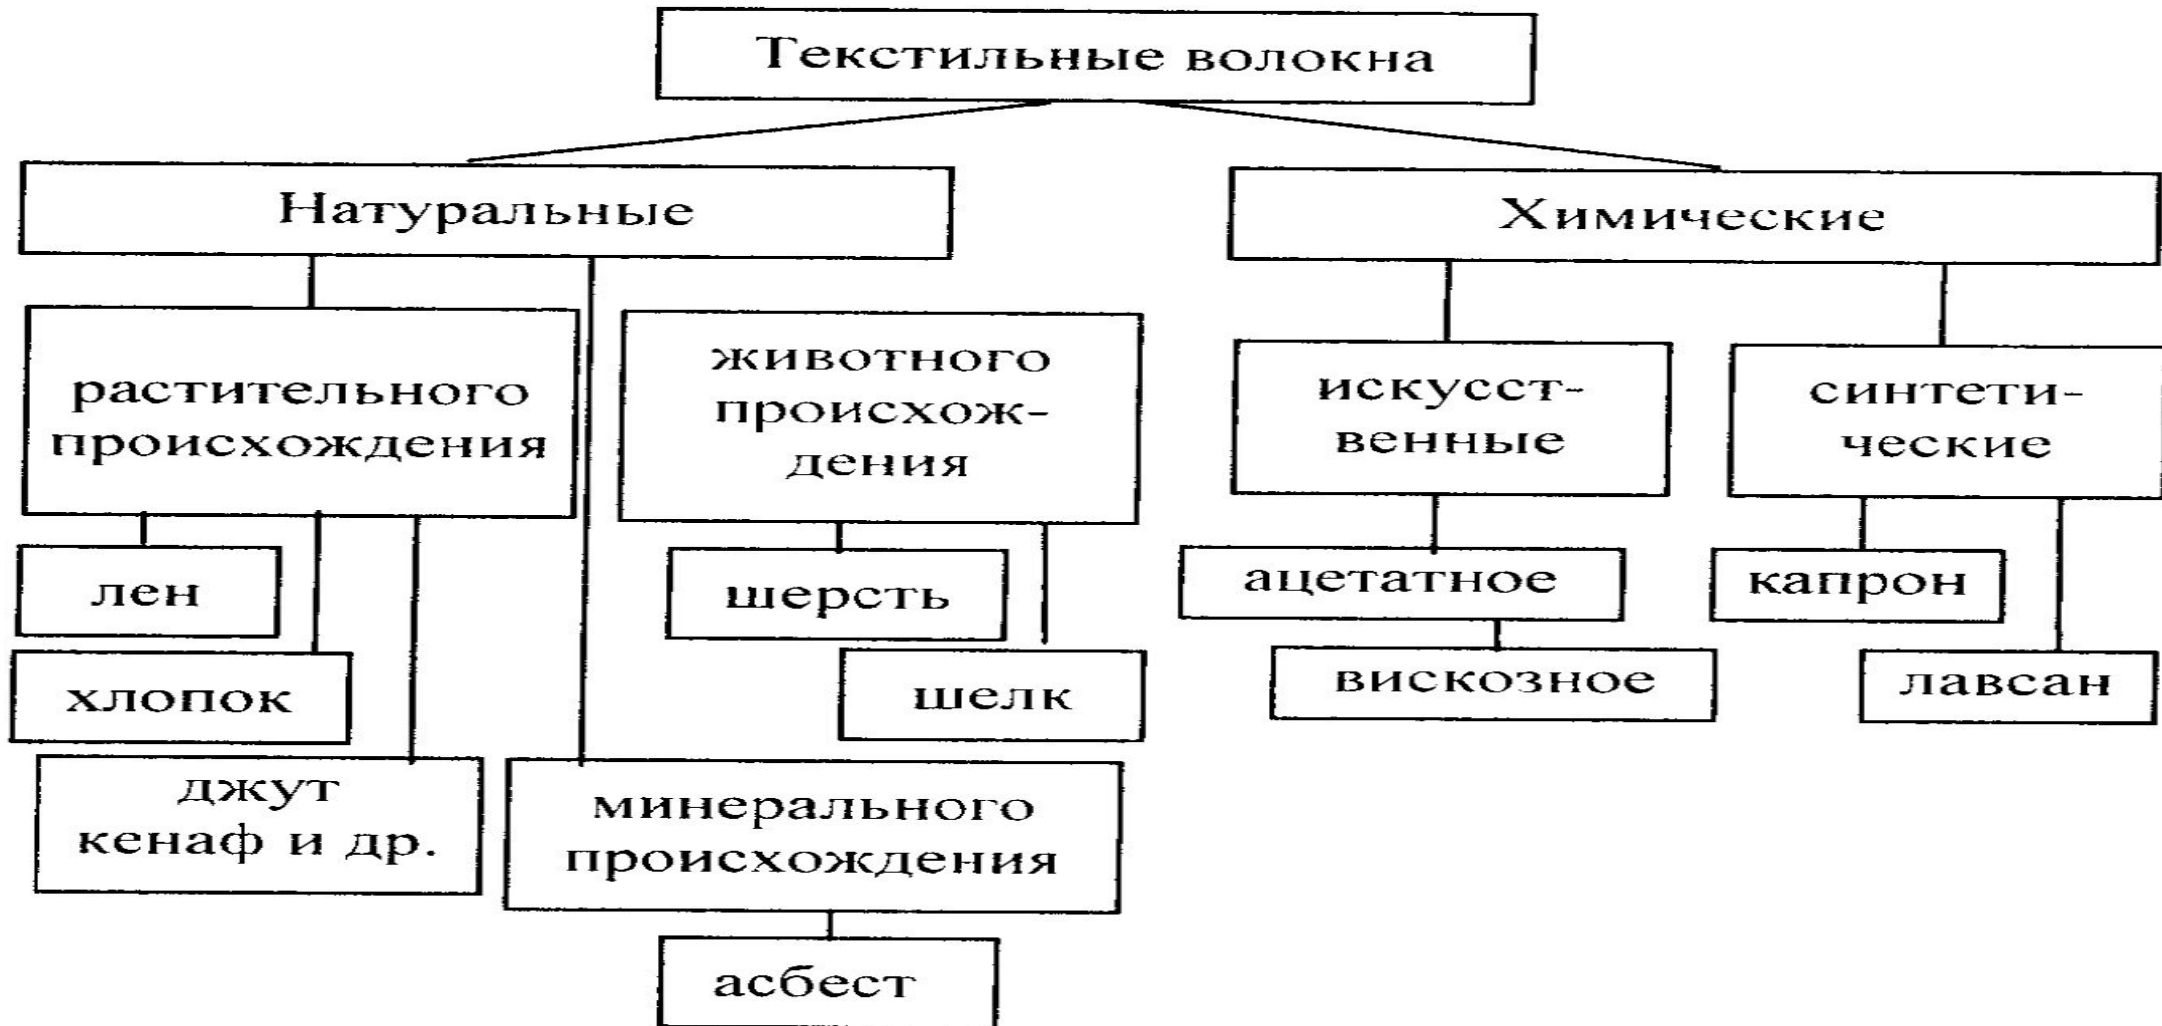 Текстильные волокна
Натуральные
Химические
растительного
происхождения
животного
происхож-
дения
искусст-
венные
синтети-
ческие
лен
хлопок
джут
кенаф и др.
шерсть
шелк
минерального
происхождения
асбест
ацетатное
вискозное
капрон
лавсан